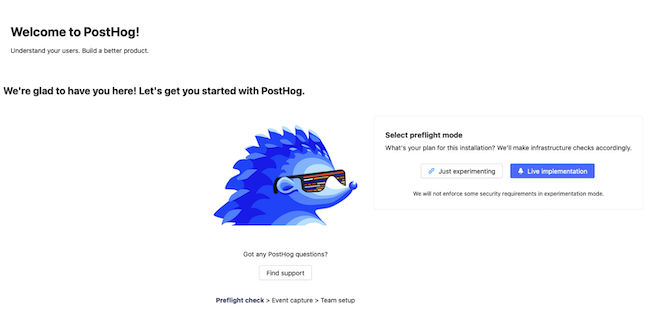 Welcome to PostHog!
Understand your users. Build a better product.
We're glad to have you here! Let's get you started with PostHog.
Select preflight mode
What's your plan for this installation? We'll make infrastructure checks accordingly.
Just experimenting
Live implementation
We will not enforce some security requirements in experimentation mode.
Got any PostHog questions?
Find support
Preflight check > Event capture > Team setup